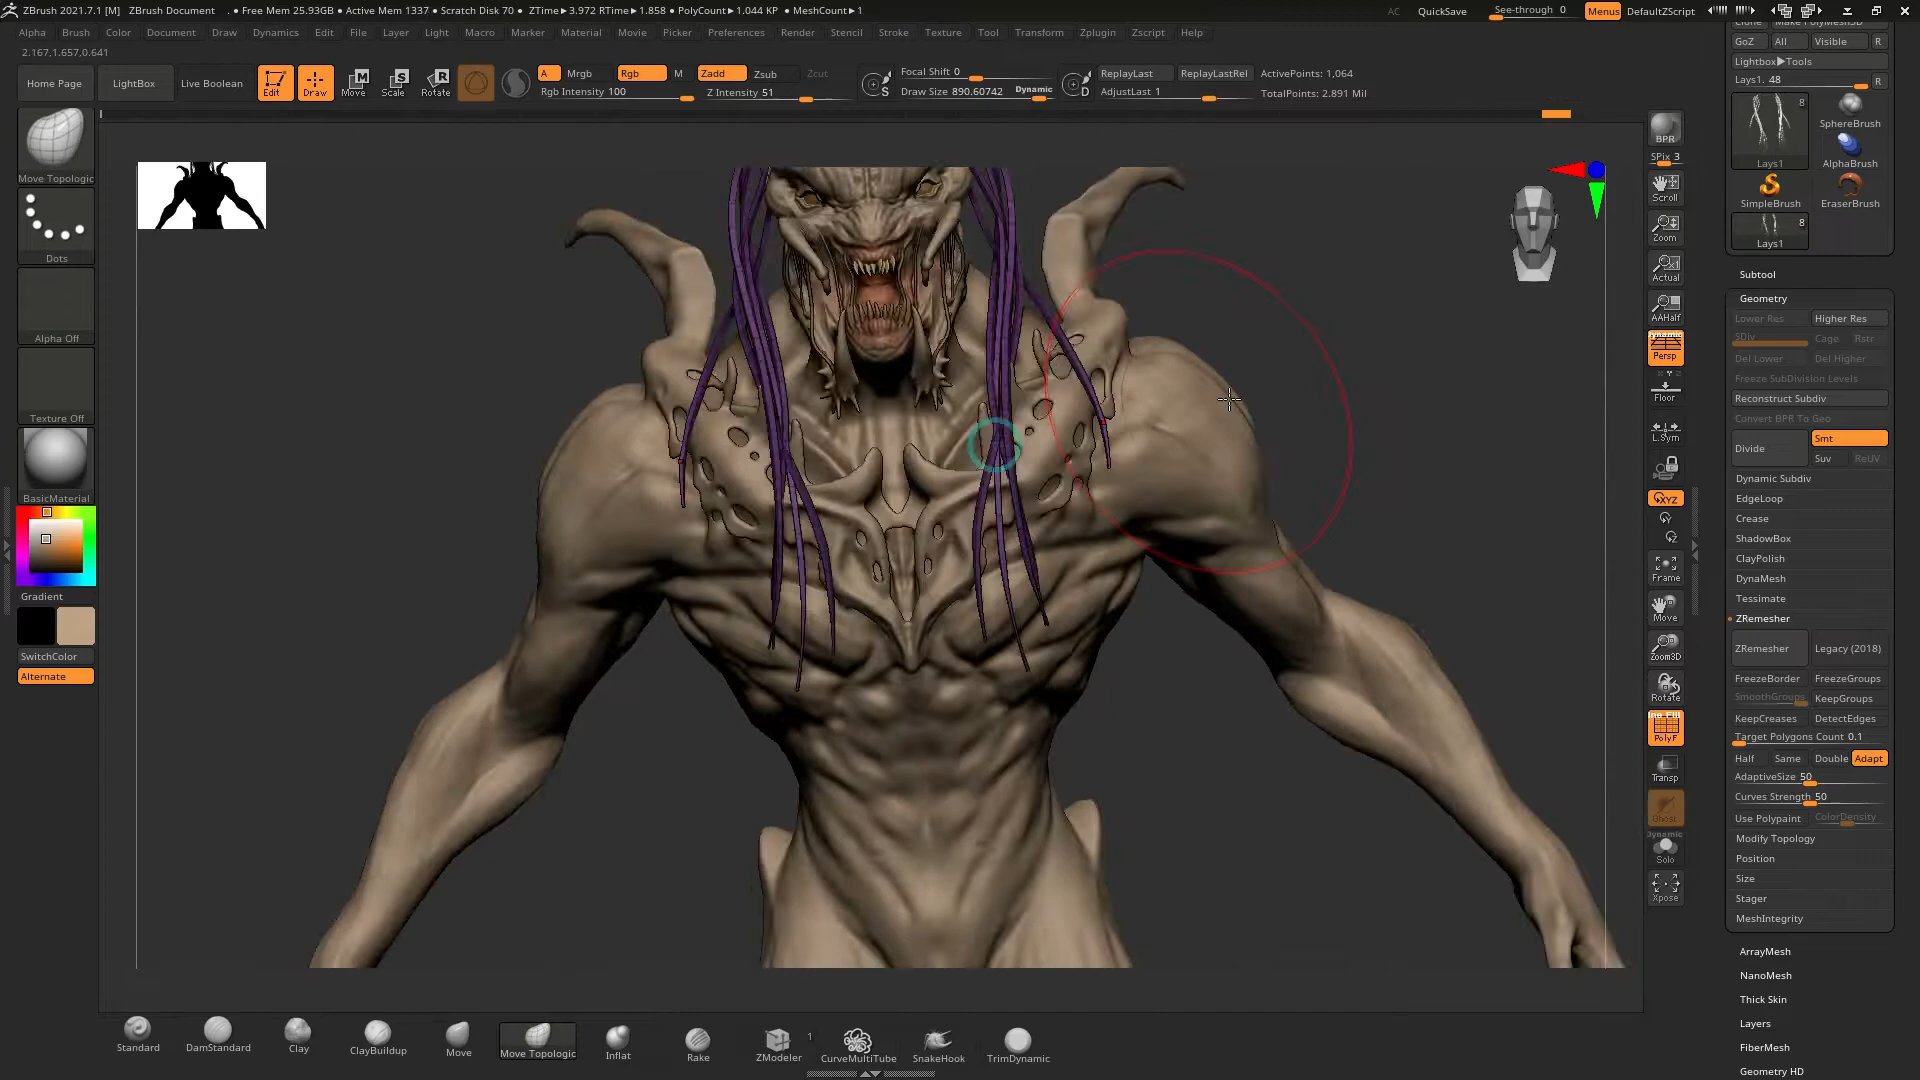 ZBrush 2021.7.1 [M] ZBrush Document . ● Free Mem 25.93GB ● Active Mem 1337 ● Scratch Disk 70 ● ZTime►3.972 RTime►1.858 ● PolyCount►1.044 KP ● MeshCount►1
AC QuickSave See-through 0 Menus DefaultZScript
Alpha Brush Color Document Draw Dynamics Edit File Layer Light Macro Marker Material Movie Picker Preferences Render Stencil Stroke Texture Tool Transform Zplugin Zscript Help
2.167,1.657,0.641
Home Page LightBox Live Boolean Edit Draw Move Scale Rotate
A Mrgb Rgb M Zadd Zsub Zcut
Rgb Intensity 100 Z Intensity 51
S Focal Shift 0
Draw Size 890.60742 Dynamic D
ReplayLast ReplayLastRel ActivePoints: 1,064
AdjustLast 1 TotalPoints: 2.891 Mil
Move Topologic
Dots
Alpha Off
Texture Off
BasicMaterial
Gradient
SwitchColor
Alternate
BPR
SPix 3
Scroll
Zoom
Actual
AAHalf
Dynamic
Persp
Floor
L.Sym
XYZ
Frame
Move
Zoom3D
Rotate
PolyF
Transp
Ghost
Dynamic
Solo
Xpose
GoZ All Visible R
Lightbox►Tools
Lays1. 48 R
8
Lays1
SphereBrush
AlphaBrush
SimpleBrush EraserBrush
8
Lays1
Subtool
Geometry
Lower Res Higher Res
SDiv Cage Rstr
Del Lower Del Higher
Freeze SubDivision Levels
Reconstruct Subdiv
Convert BPR To Geo
Divide Smt
Suv ReUV
Dynamic Subdiv
EdgeLoop
Crease
ShadowBox
ClayPolish
DynaMesh
Tessimate
ZRemesher
ZRemesher Legacy (2018)
FreezeBorder FreezeGroups
SmoothGroups KeepGroups
KeepCreases DetectEdges
Target Polygons Count 0.1
Half Same Double Adapt
AdaptiveSize 50
Curves Strength 50
Use Polypaint ColorDensity
Modify Topology
Position
Size
Stager
MeshIntegrity
ArrayMesh
NanoMesh
Thick Skin
Layers
FiberMesh
Geometry HD
Standard DamStandard Clay ClayBuildup Move Move Topologic Inflat Rake ZModeler 1 CurveMultiTube SnakeHook TrimDynamic